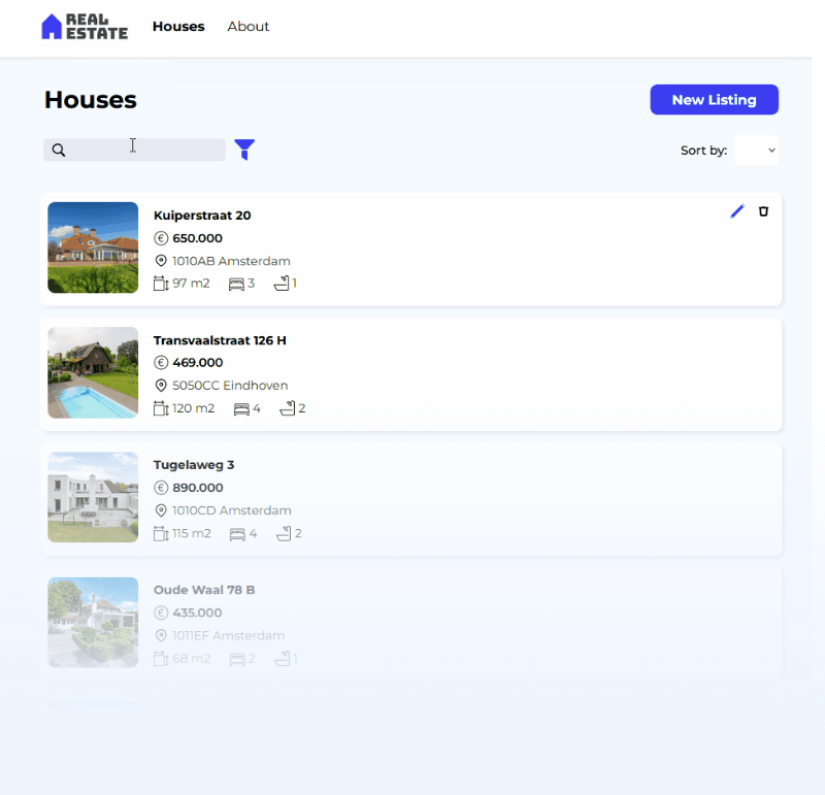 REAL
ESTATE
Houses About
Houses
New Listing
Sort by:
Kuiperstraat 20
€ 650.000
1010AB Amsterdam
97 m2 3 1
Transvaalstraat 126 H
€ 469.000
5050CC Eindhoven
120 m2 4 2
Tugelaweg 3
€ 890.000
1010CD Amsterdam
115 m2 4 2
Oude Waal 78 B
€ 435.000
1011EF Amsterdam
68 m2 2 1